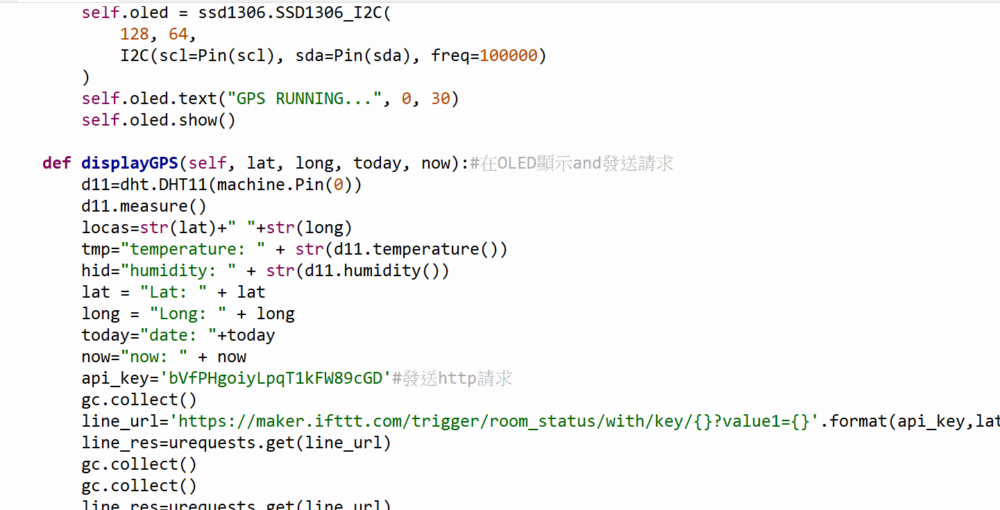 self.oled = ssd1306.SSD1306_I2C(
128, 64,
I2C(scl=Pin(scl), sda=Pin(sda), freq=100000)
)
self.oled.text("GPS RUNNING...", 0, 30)
self.oled.show()
def displayGPS(self, lat, long, today, now):#在OLED顯示and發送請求
d11=dht.DHT11(machine.Pin(0))
d11.measure()
locas=str(lat)+" "+str(long)
tmp="temperature: " + str(d11.temperature())
hid="humidity: " + str(d11.humidity())
lat = "Lat: " + lat
long = "Long: " + long
today="date: "+today
now="now: " + now
api_key='bVfPHgoiyLpqT1kFW89cGD'#發送http請求
gc.collect()
line_url='https://maker.ifttt.com/trigger/room_status/with/key/{}?value1={}'.format(api_key,lat
line_res=urequests.get(line_url)
gc.collect()
gc.collect()
line_res=urequests.get(line_url)